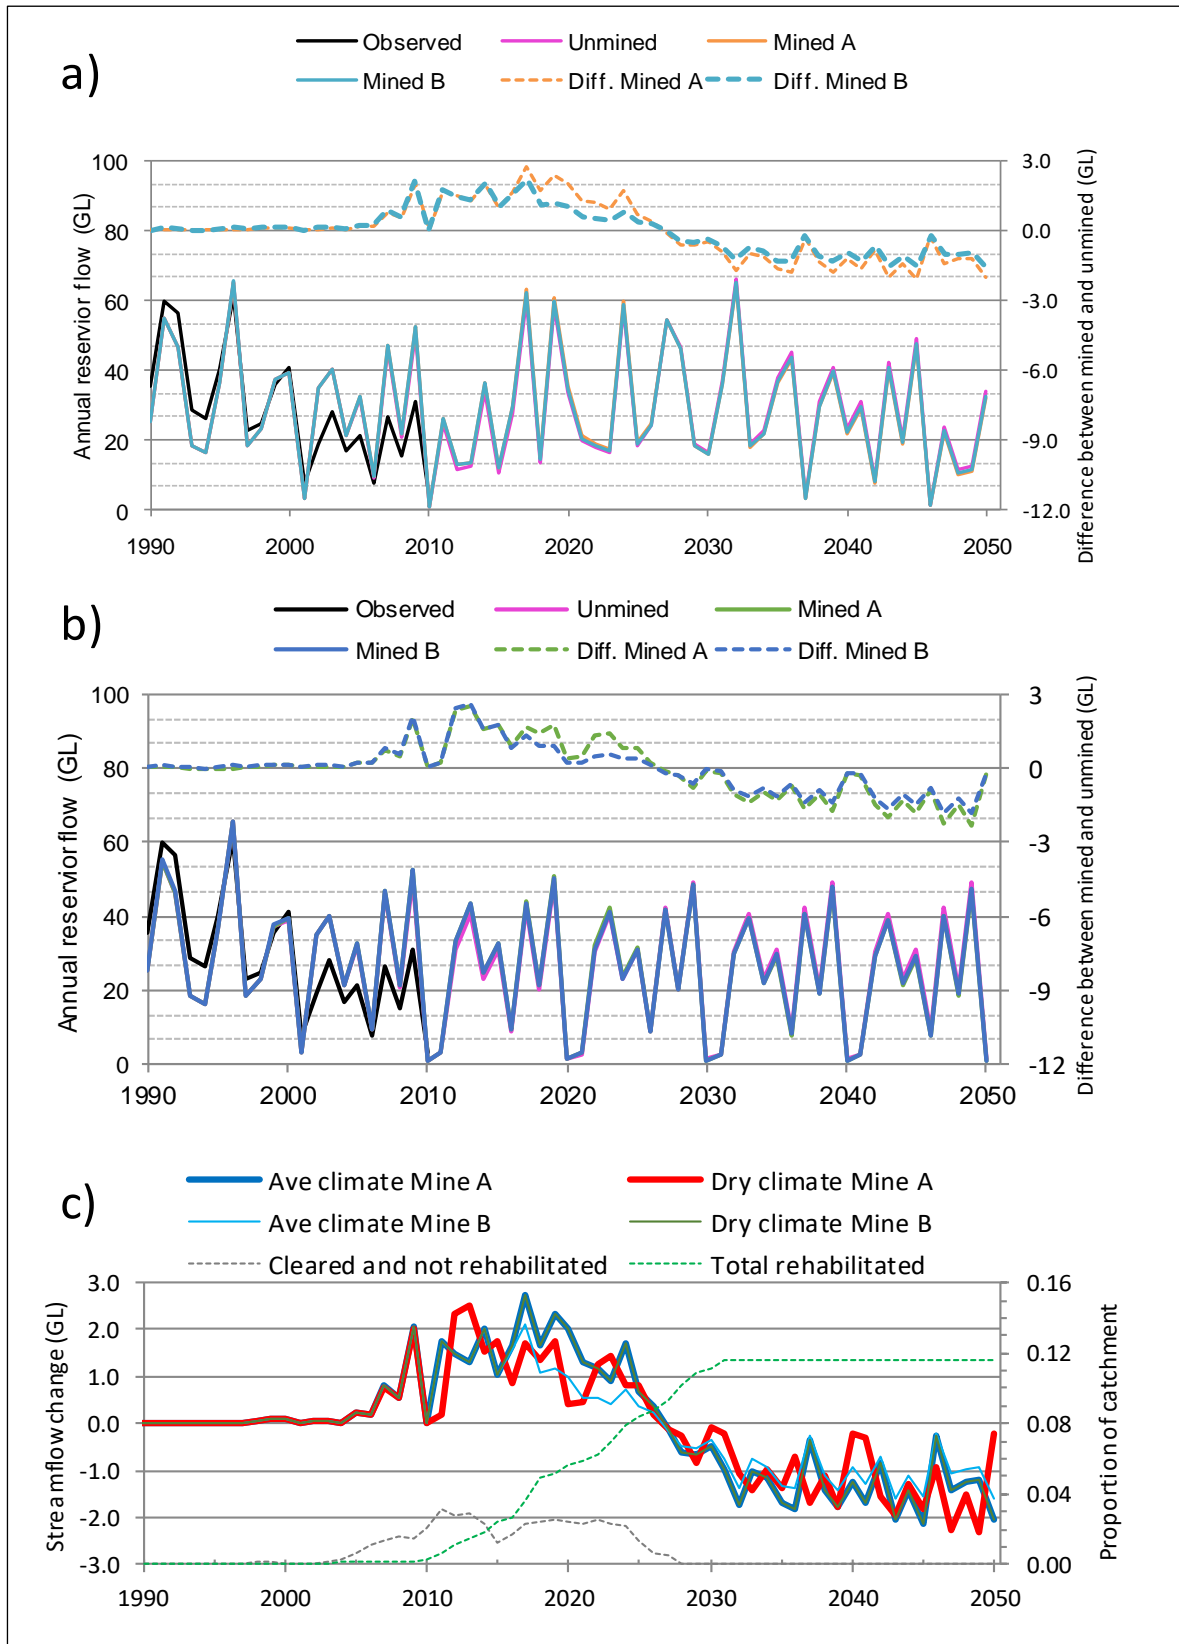 a)
Observed Unmined Mined A
Mined B Diff. Mined A Diff. Mined B
Annual reservior flow (GL)
100
80
60
40
20
0
3.0
0.0
-3.0
-6.0
-9.0
-12.0
Difference between mined and unmined (GL)
1990 2000 2010 2020 2030 2040 2050
b)
Observed Unmined Mined A
Mined B Diff. Mined A Diff. Mined B
Annual reservior flow (GL)
100
80
60
40
20
0
3
0
-3
-6
-9
-12
Difference between mined and unmined (GL)
1990 2000 2010 2020 2030 2040 2050
c)
Ave climate Mine A Dry climate Mine A
Ave climate Mine B Dry climate Mine B
Cleared and not rehabilitated Total rehabilitated
Streamflow change (GL)
3.0
2.0
1.0
0.0
-1.0
-2.0
-3.0
0.16
0.12
0.08
0.04
0.00
Proportion of catchment
1990 2000 2010 2020 2030 2040 2050